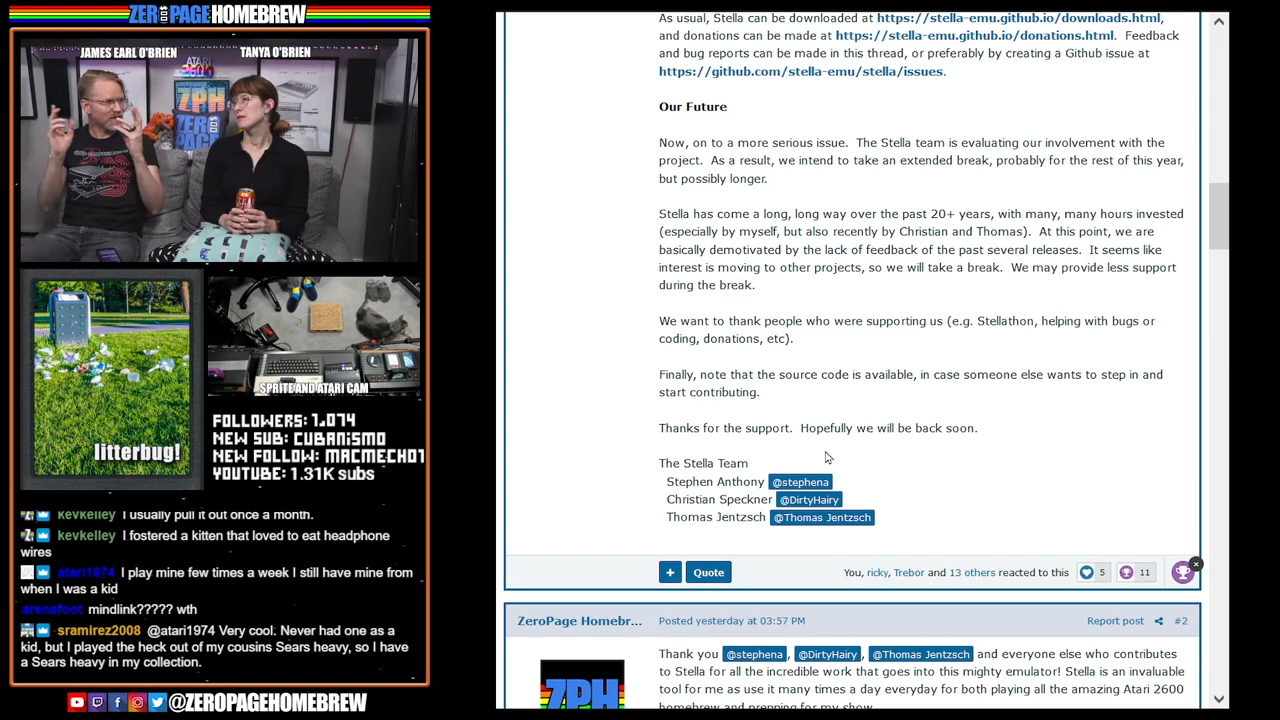 ZEROPAGEHOMEBREW
JAMES EARL O'BRIEN
TANYA O'BRIEN
ATARI
2600
ZPH
ZERO
PAGE
litterbug!
SPRITE AND ATARI CAM
FOLLOWERS: 1,074
NEW SUB: CUBANISMO
NEW FOLLOW: MACMECHO1
YOUTUBE: 1.31K subs
kevkelley I usually pull it out once a month.
kevkelley I fostered a kitten that loved to eat headphone
wires
atari1974 I play mine few times a week I still have mine from
when I was a kid
arenafoot mindlink????? wth
sramirez2008 @atari1974 Very cool. Never had one as a
kid, but I played the heck out of my cousins Sears heavy, so I have
a Sears heavy in my collection.
@ZEROPAGEHOMEBREW
As usual, Stella can be downloaded at https://stella-emu.github.io/downloads.html,
and donations can be made at https://stella-emu.github.io/donations.html. Feedback
and bug reports can be made in this thread, or preferably by creating a Github issue at
https://github.com/stella-emu/stella/issues.
Our Future
Now, on to a more serious issue. The Stella team is evaluating our involvement with the
project. As a result, we intend to take an extended break, probably for the rest of this year,
but possibly longer.
Stella has come a long, long way over the past 20+ years, with many, many hours invested
(especially by myself, but also recently by Christian and Thomas). At this point, we are
basically demotivated by the lack of feedback of the past several releases. It seems like
interest is moving to other projects, so we will take a break. We may provide less support
during the break.
We want to thank people who were supporting us (e.g. Stellathon, helping with bugs or
coding, donations, etc).
Finally, note that the source code is available, in case someone else wants to step in and
start contributing.
Thanks for the support. Hopefully we will be back soon.
The Stella Team
Stephen Anthony @stephena
Christian Speckner @DirtyHairy
Thomas Jentzsch @Thomas Jentzsch
+ Quote You, ricky, Trebor and 13 others reacted to this 5 11
ZeroPage Homebr... Posted yesterday at 03:57 PM Report post #2
Thank you @stephena, @DirtyHairy, @Thomas Jentzsch and everyone else who contributes
to Stella for all the incredible work that goes into this mighty emulator! Stella is an invaluable
tool for me as use it many times a day everyday for both playing all the amazing Atari 2600
homebrew and prepping for my show.
ZPH